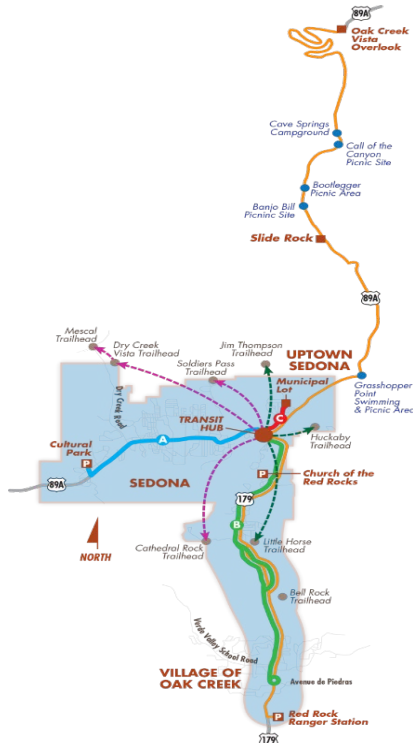 89A
Oak Creek
Vista
Overlook
Cave Springs
Campground
Call of the
Canyon
Picnic Site
Bootlegger
Picnic Area
Banjo Bill
Picninc Site
Slide Rock
89A
Mescal
Trailhead
Dry Creek
Vista Trailhead
Soldiers Pass
Trailhead
Jim Thompson
Trailhead
UPTOWN
SEDONA
Municipal
Lot
Grasshopper
Point
Swimming
& Picnic Area
Dry Creek Road
TRANSIT
HUB
C
Huckaby
Trailhead
A
Cultural
Park
P
P
Church of the
Red Rocks
SEDONA
89A
179
B
NORTH
Cathedral Rock
Trailhead
Little Horse
Trailhead
Bell Rock
Trailhead
Verde Valley School Road
VILLAGE OF
OAK CREEK
Avenue de Piedras
P
Red Rock
Ranger Station
179